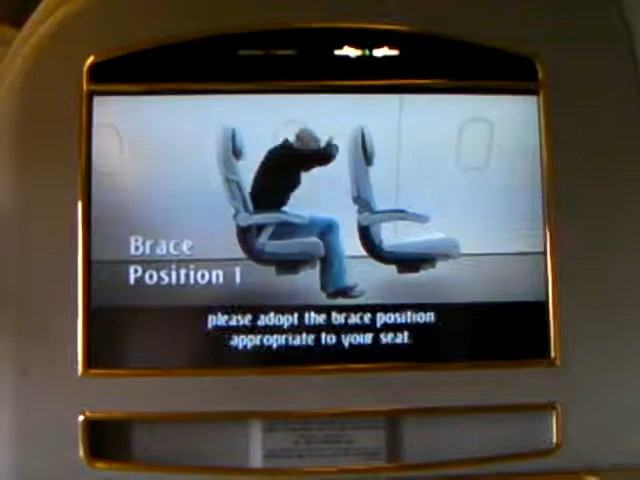 Brace
Position 1
please adopt the brace position
appropriate to your seat.